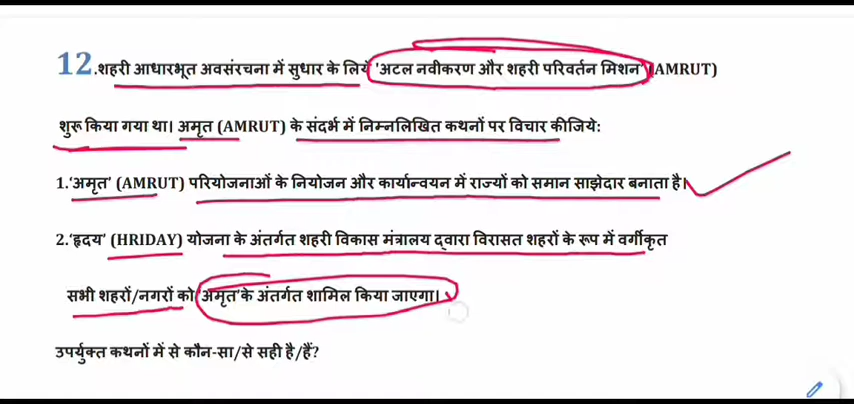 12.शहरी आधारभूत अवसंरचना में सुधार के लिये 'अटल नवीकरण और शहरी परिवर्तन मिशन' (AMRUT)
शुरू किया गया था। अमृत (AMRUT) के संदर्भ में निम्नलिखित कथनों पर विचार कीजिये:
1.'अमृत' (AMRUT) परियोजनाओं के नियोजन और कार्यान्वयन में राज्यों को समान साझेदार बनाता है।
2.'हृदय' (HRIDAY) योजना के अंतर्गत शहरी विकास मंत्रालय द्वारा विरासत शहरों के रूप में वर्गीकृत
सभी शहरों/नगरों को 'अमृत'के अंतर्गत शामिल किया जाएगा।
उपर्युक्त कथनों में से कौन-सा/से सही है/हैं?